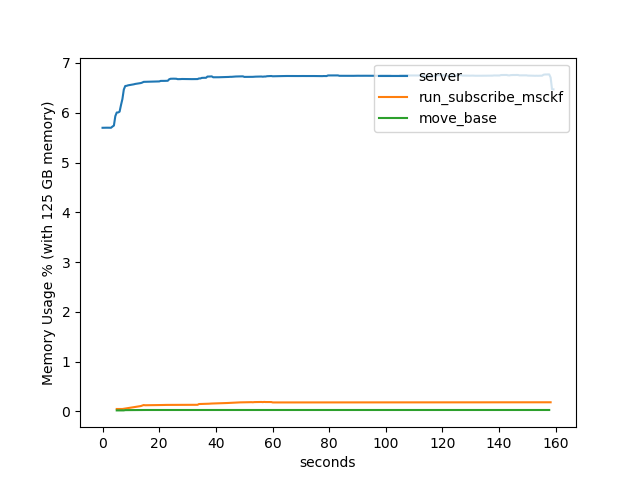 Memory Usage % (with 125 GB memory)
7
6
5
4
3
2
1
0
server
run_subscribe_msckf
move_base
0 20 40 60 80 100 120 140 160
seconds